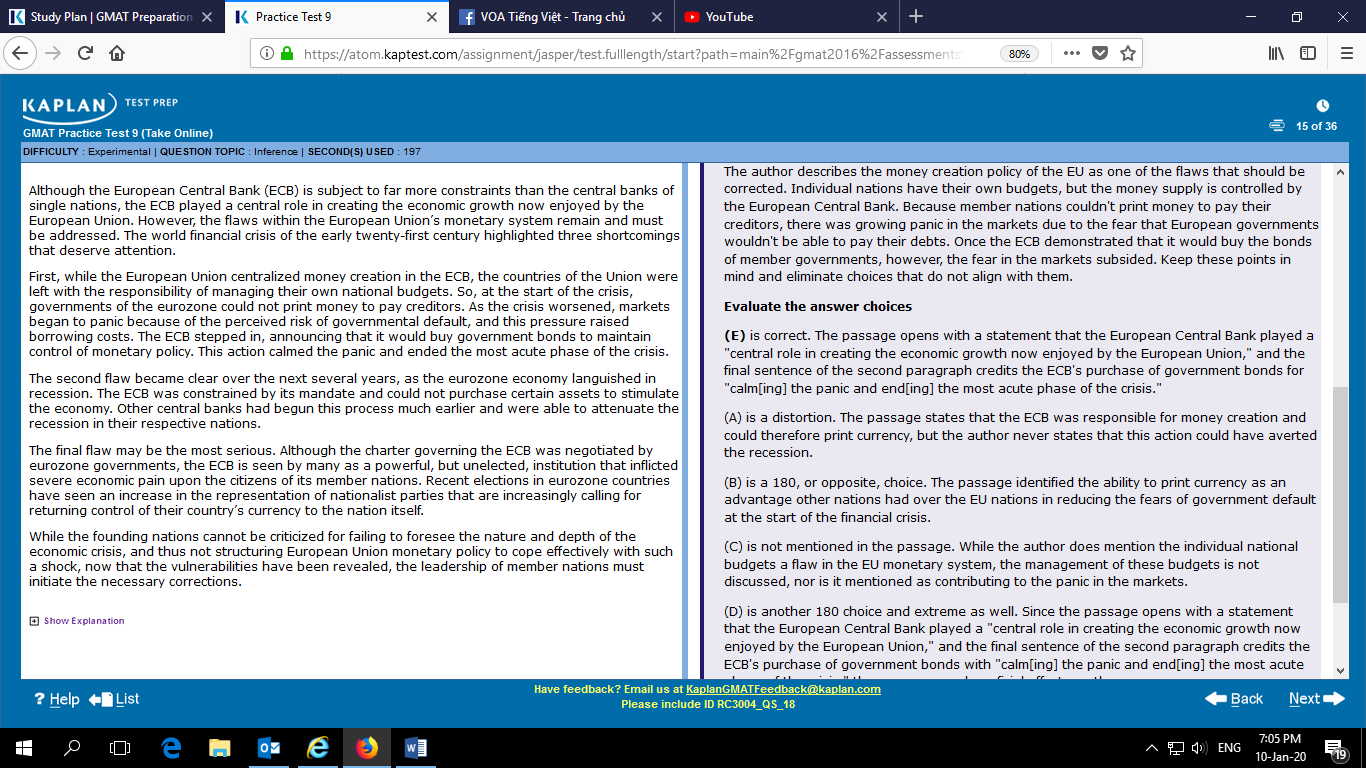 Study Plan | GMAT Preparation
Practice Test 9
VOA Tiếng Việt - Trang chủ
YouTube
https://atom.kaptest.com/assignment/jasper/test.fulllength/start?path=main%2Fgmat2016%2Fassessments
80%
KAPLAN TEST PREP
GMAT Practice Test 9 (Take Online)
15 of 36
DIFFICULTY : Experimental | QUESTION TOPIC : Inference | SECOND(S) USED : 197
Although the European Central Bank (ECB) is subject to far more constraints than the central banks of
single nations, the ECB played a central role in creating the economic growth now enjoyed by the
European Union. However, the flaws within the European Union's monetary system remain and must
be addressed. The world financial crisis of the early twenty-first century highlighted three shortcomings
that deserve attention.
First, while the European Union centralized money creation in the ECB, the countries of the Union were
left with the responsibility of managing their own national budgets. So, at the start of the crisis,
governments of the eurozone could not print money to pay creditors. As the crisis worsened, markets
began to panic because of the perceived risk of governmental default, and this pressure raised
borrowing costs. The ECB stepped in, announcing that it would buy government bonds to maintain
control of monetary policy. This action calmed the panic and ended the most acute phase of the crisis.
The second flaw became clear over the next several years, as the eurozone economy languished in
recession. The ECB was constrained by its mandate and could not purchase certain assets to stimulate
the economy. Other central banks had begun this process much earlier and were able to attenuate the
recession in their respective nations.
The final flaw may be the most serious. Although the charter governing the ECB was negotiated by
eurozone governments, the ECB is seen by many as a powerful, but unelected, institution that inflicted
severe economic pain upon the citizens of its member nations. Recent elections in eurozone countries
have seen an increase in the representation of nationalist parties that are increasingly calling for
returning control of their country's currency to the nation itself.
While the founding nations cannot be criticized for failing to foresee the nature and depth of the
economic crisis, and thus not structuring European Union monetary policy to cope effectively with such
a shock, now that the vulnerabilities have been revealed, the leadership of member nations must
initiate the necessary corrections.
Show Explanation
The author describes the money creation policy of the EU as one of the flaws that should be
corrected. Individual nations have their own budgets, but the money supply is controlled by
the European Central Bank. Because member nations couldn't print money to pay their
creditors, there was growing panic in the markets due to the fear that European governments
wouldn't be able to pay their debts. Once the ECB demonstrated that it would buy the bonds
of member governments, however, the fear in the markets subsided. Keep these points in
mind and eliminate choices that do not align with them.
Evaluate the answer choices
(E) is correct. The passage opens with a statement that the European Central Bank played a
"central role in creating the economic growth now enjoyed by the European Union," and the
final sentence of the second paragraph credits the ECB's purchase of government bonds for
"calm[ing] the panic and end[ing] the most acute phase of the crisis."
(A) is a distortion. The passage states that the ECB was responsible for money creation and
could therefore print currency, but the author never states that this action could have averted
the recession.
(B) is a 180, or opposite, choice. The passage identified the ability to print currency as an
advantage other nations had over the EU nations in reducing the fears of government default
at the start of the financial crisis.
(C) is not mentioned in the passage. While the author does mention the individual national
budgets a flaw in the EU monetary system, the management of these budgets is not
discussed, nor is it mentioned as contributing to the panic in the markets.
(D) is another 180 choice and extreme as well. Since the passage opens with a statement
that the European Central Bank played a "central role in creating the economic growth now
enjoyed by the European Union," and the final sentence of the second paragraph credits the
ECB's purchase of government bonds with "calm[ing] the panic and end[ing] the most acute
Help
List
Have feedback? Email us at KaplanGMATFeedback@kaplan.com
Please include ID RC3004_QS_18
Back
Next
ENG
7:05 PM
10-Jan-20
19